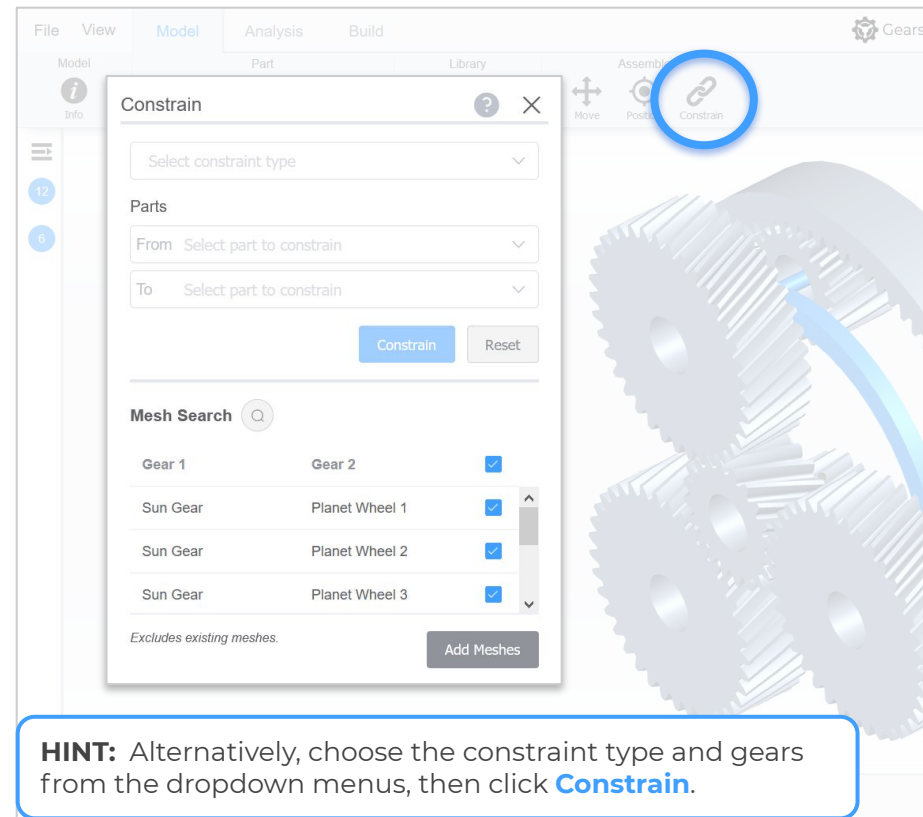 File View Model Analysis Build Gears
Model Part Library Assemble
Info Move Position Constrain
12
6
Constrain ?
Select constraint type
Parts
From Select part to constrain
To Select part to constrain
Constrain Reset
Mesh Search
Gear 1 Gear 2
Sun Gear Planet Wheel 1
Sun Gear Planet Wheel 2
Sun Gear Planet Wheel 3
Excludes existing meshes.
Add Meshes
HINT: Alternatively, choose the constraint type and gears
from the dropdown menus, then click Constrain.